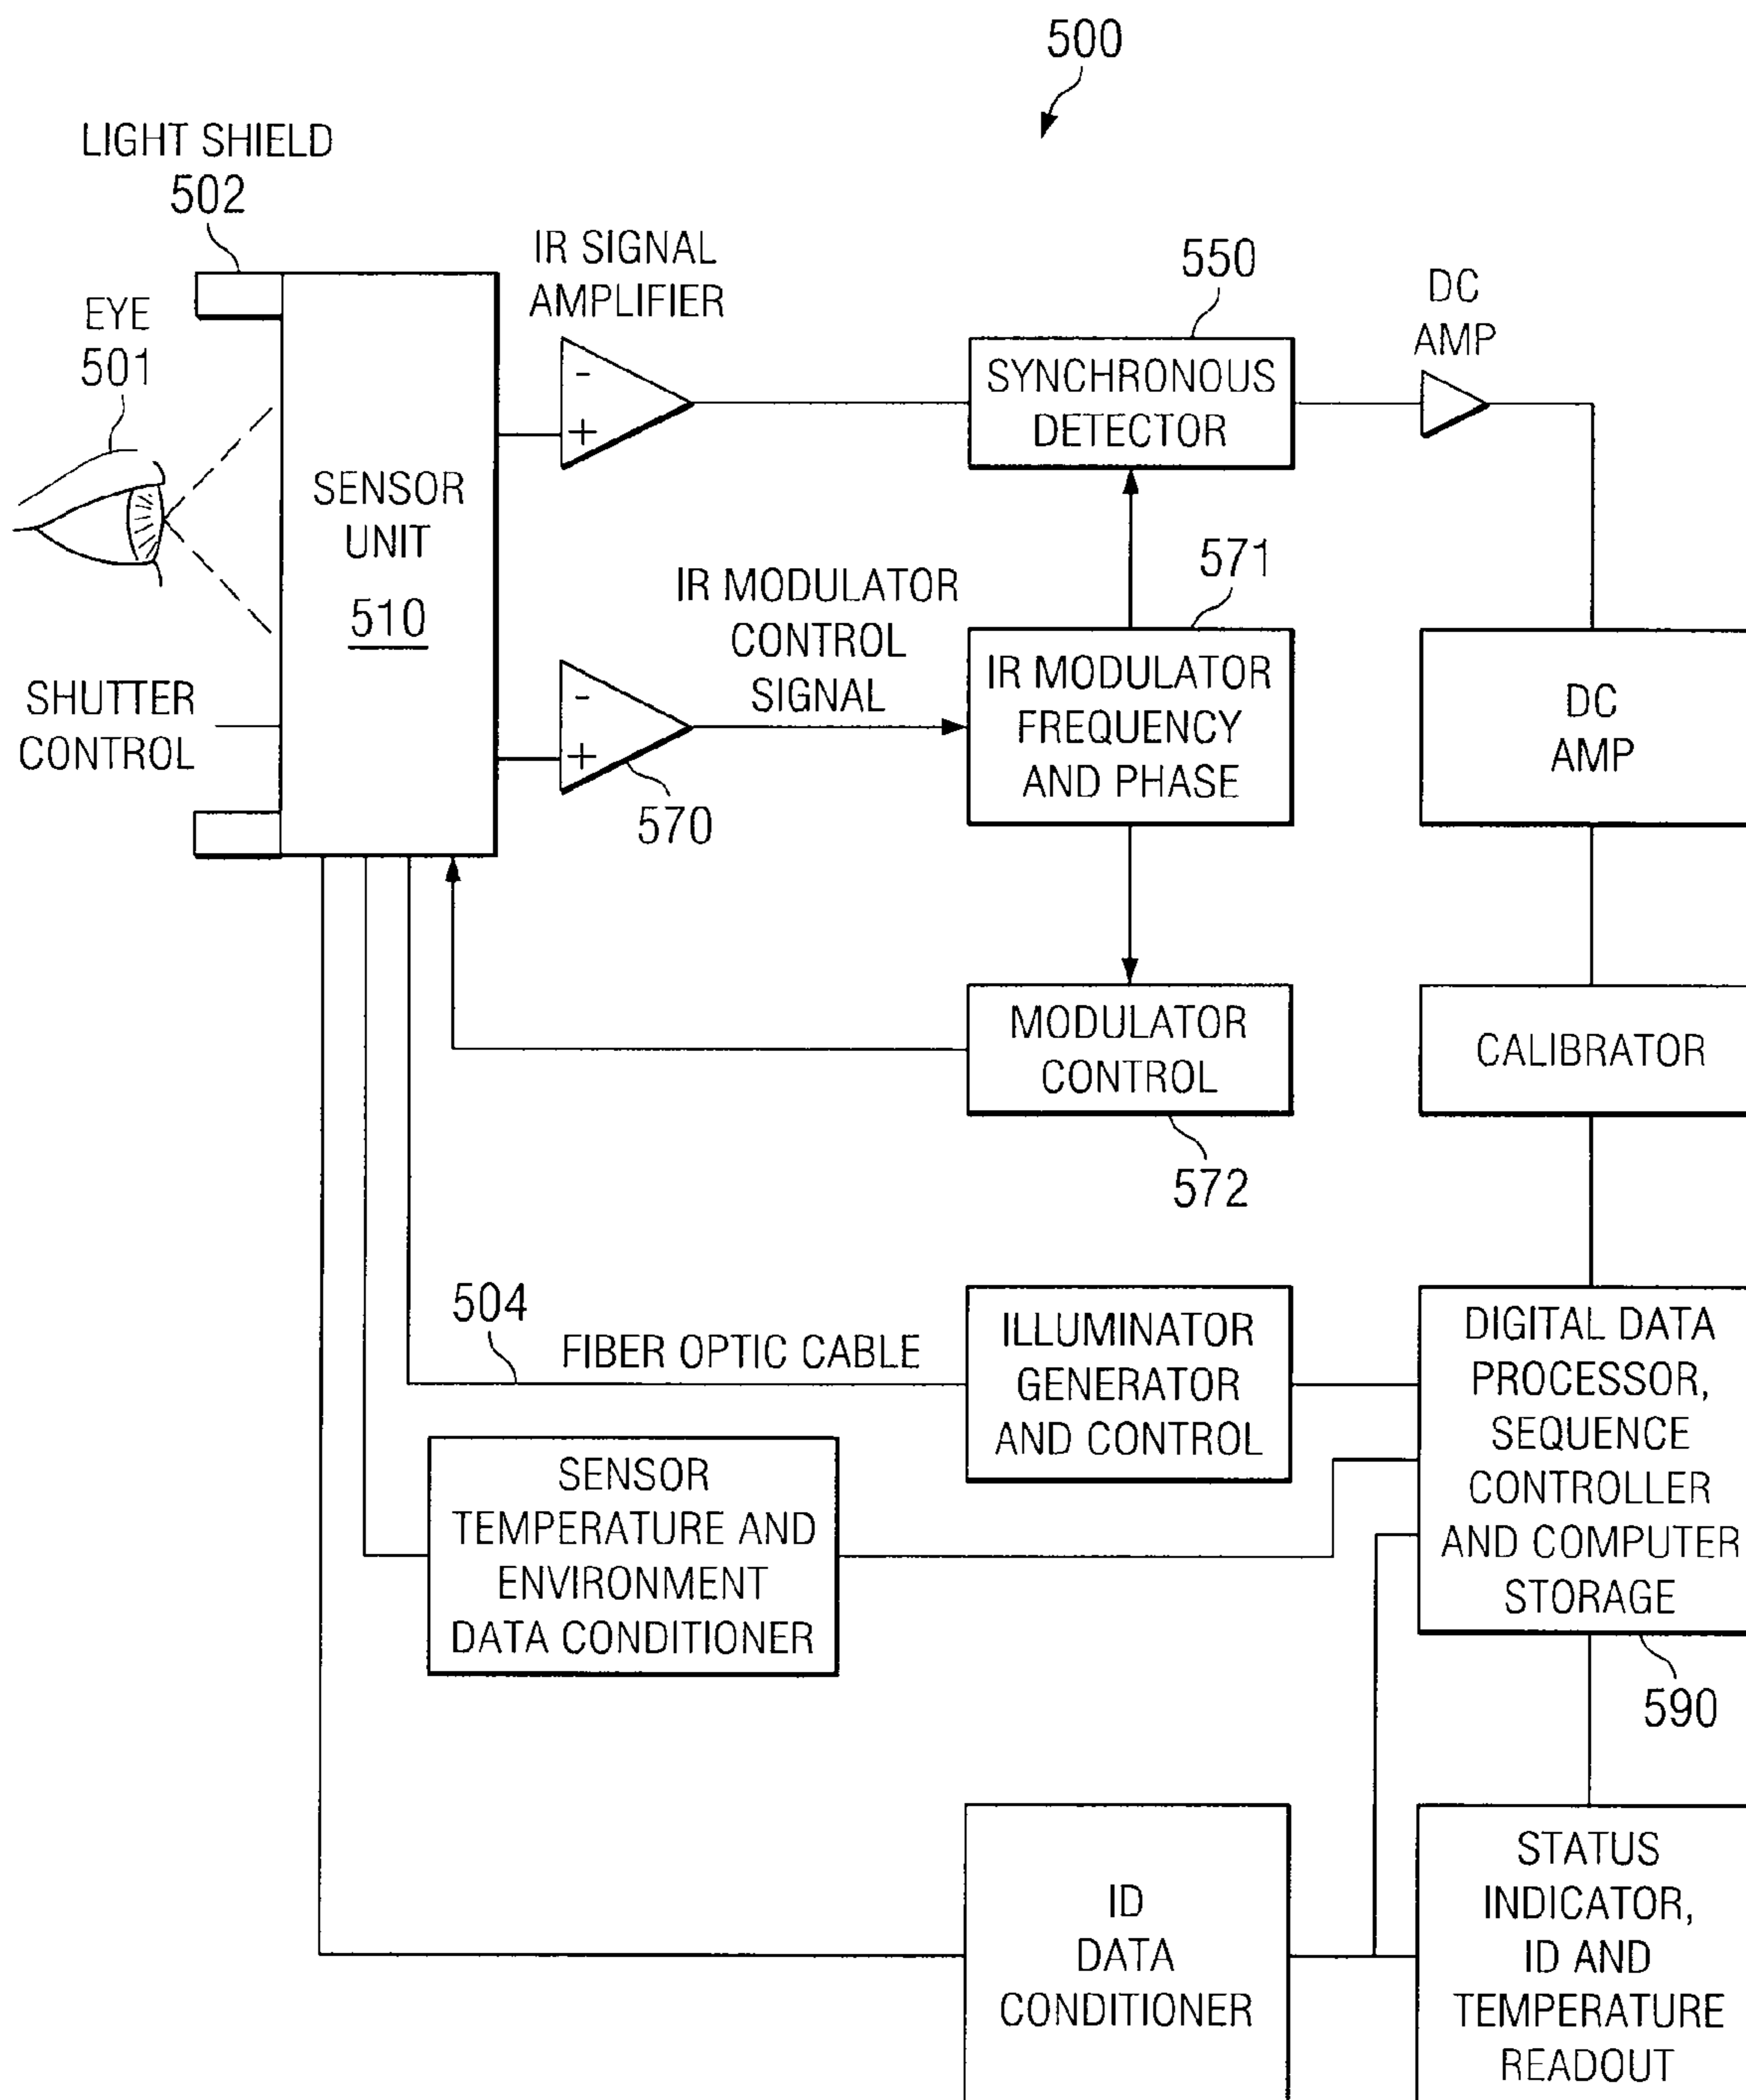 500
LIGHT SHIELD
502
EYE
501
IR SIGNAL
AMPLIFIER
-
+
550
SYNCHRONOUS
DETECTOR
DC
AMP
SENSOR
UNIT
510
SHUTTER
CONTROL
-
+
570
IR MODULATOR
CONTROL
SIGNAL
571
IR MODULATOR
FREQUENCY
AND PHASE
DC
AMP
MODULATOR
CONTROL
572
CALIBRATOR
504
FIBER OPTIC CABLE
ILLUMINATOR
GENERATOR
AND CONTROL
DIGITAL DATA
PROCESSOR,
SEQUENCE
CONTROLLER
AND COMPUTER
STORAGE
590
SENSOR
TEMPERATURE AND
ENVIRONMENT
DATA CONDITIONER
ID
DATA
CONDITIONER
STATUS
INDICATOR,
ID AND
TEMPERATURE
READOUT